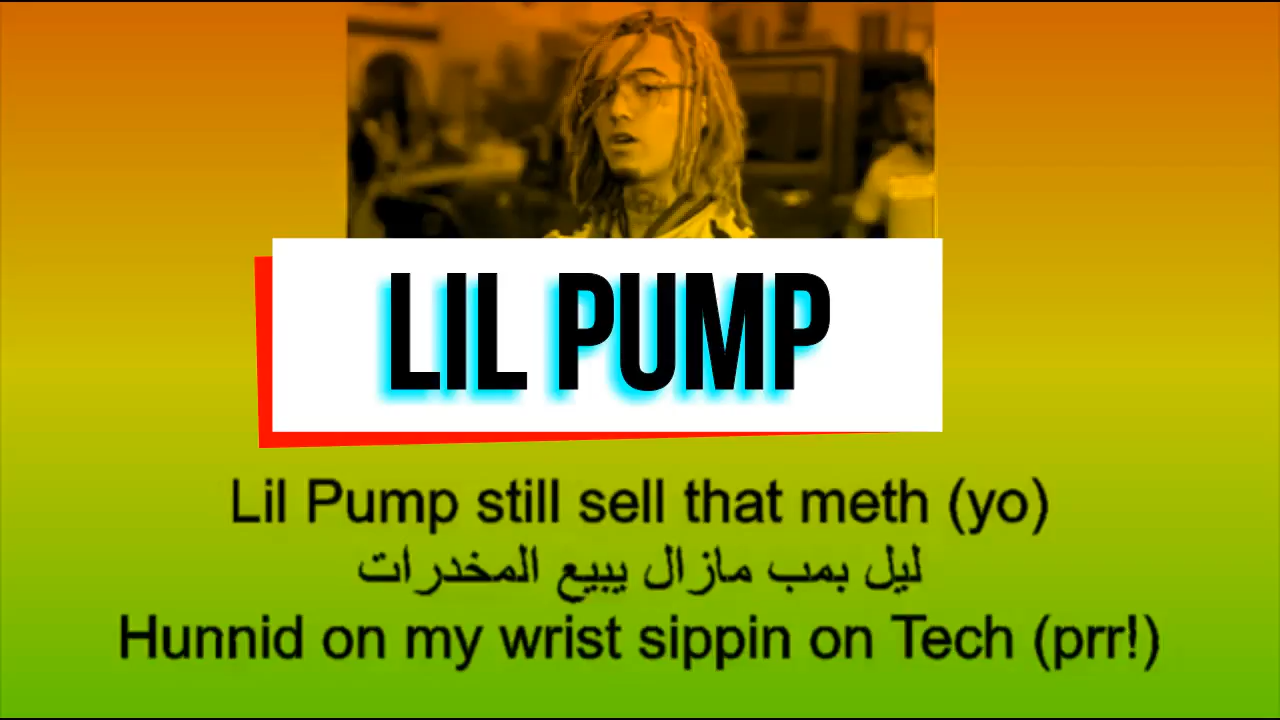 LIL PUMP
Lil Pump still sell that meth (yo)
ليل بمب مازال يبيع المخدرات
Hunnid on my wrist sippin on Tech (prr!)